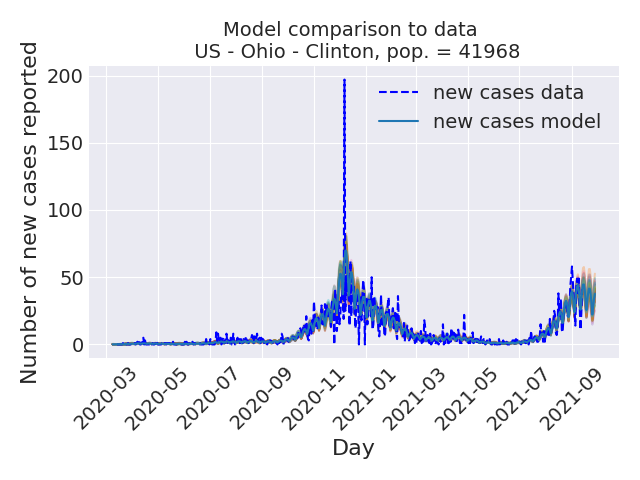 Model comparison to data
US - Ohio - Clinton, pop. = 41968
Number of new cases reported
200
150
100
50
0
new cases data
new cases model
2020-03
2020-05
2020-07
2020-09
2020-11
2021-01
2021-03
2021-05
2021-07
2021-09
Day